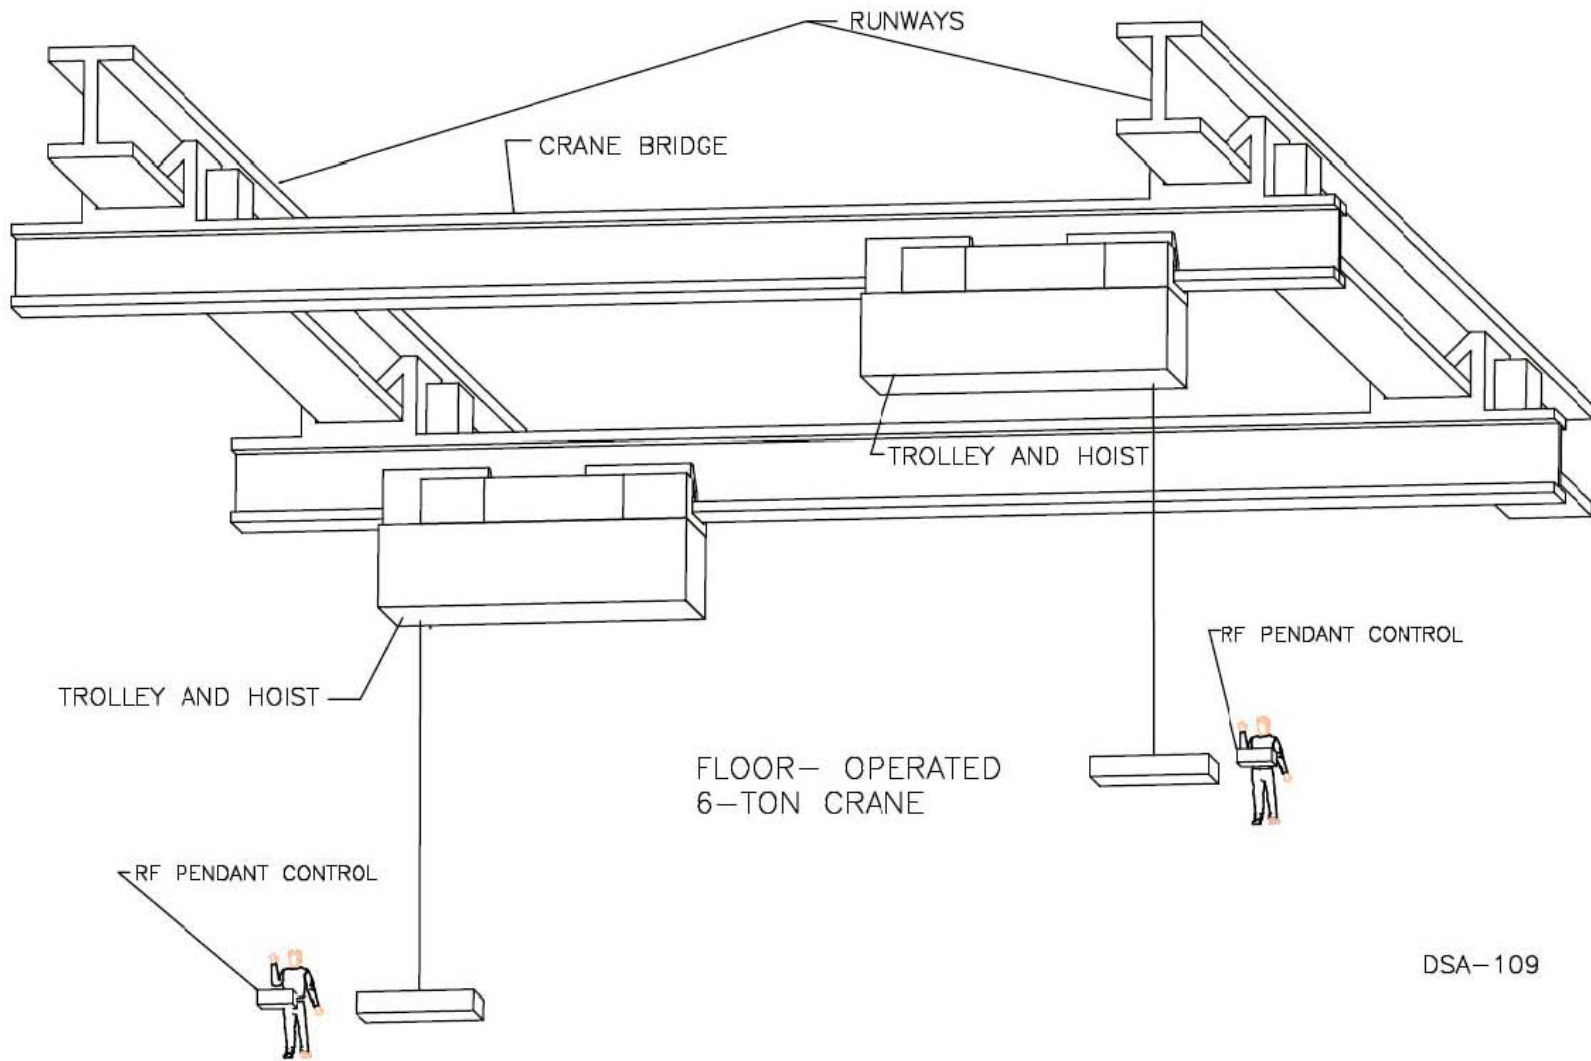 RUNWAYS
CRANE BRIDGE
TROLLEY AND HOIST
RF PENDANT CONTROL
TROLLEY AND HOIST
FLOOR- OPERATED
6-TON CRANE
RF PENDANT CONTROL
DSA-109